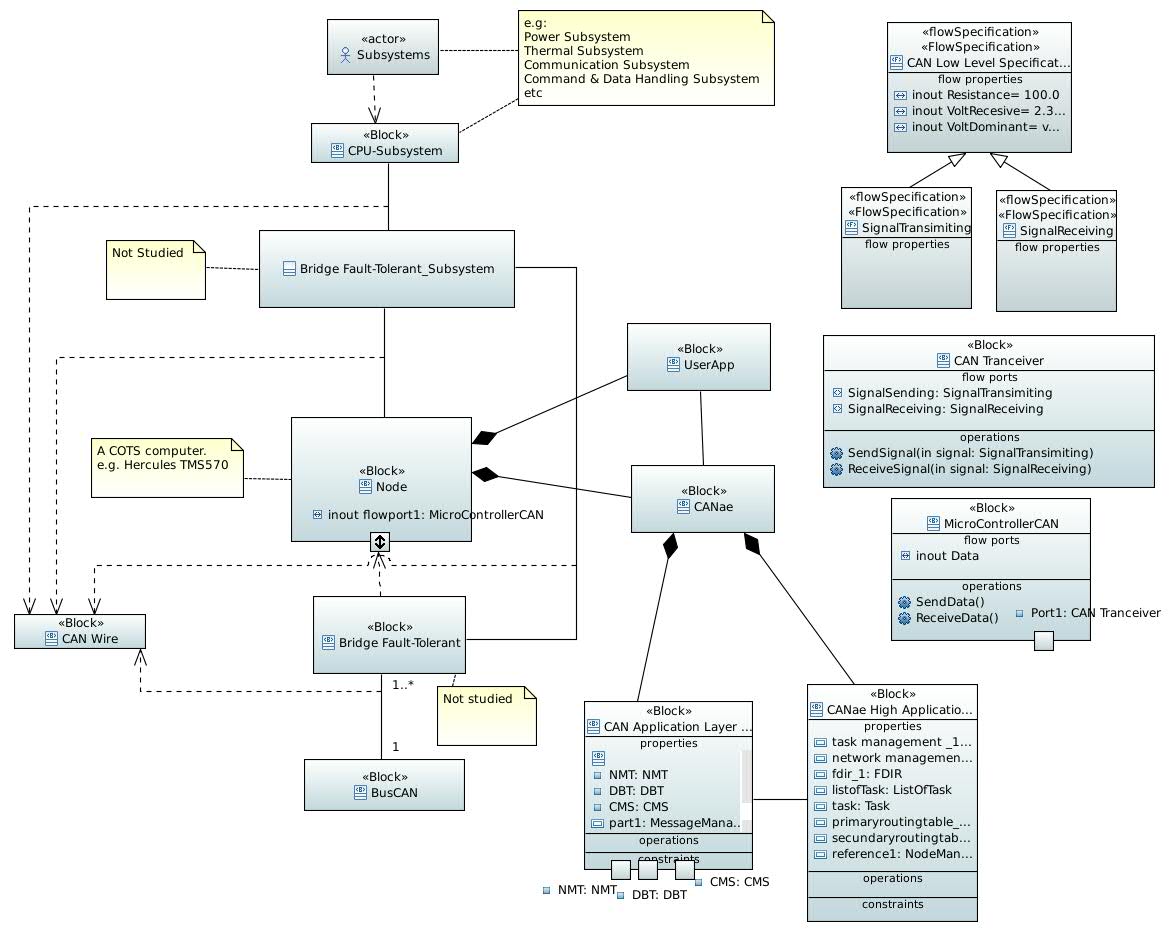 «actor»
Subsystems
e.g:
Power Subsystem
Thermal Subsystem
Communication Subsystem
Command & Data Handling Subsystem
etc
«Block»
CPU-Subsystem
Not Studied
Bridge Fault-Tolerant_Subsystem
A COTS computer.
e.g. Hercules TMS570
«Block»
Node
inout flowport1: MicroControllerCAN
«Block»
UserApp
«Block»
CANae
«Block»
CAN Wire
«Block»
Bridge Fault-Tolerant
Not studied
1..*
1
«Block»
BusCAN
«flowSpecification»
«FlowSpecification»
CAN Low Level Specificat...
flow properties
inout Resistance= 100.0
inout VoltRecesive= 2.3...
inout VoltDominant= v...
«flowSpecification»
«FlowSpecification»
SignalTransimiting
flow properties
«flowSpecification»
«FlowSpecification»
SignalReceiving
flow properties
«Block»
CAN Tranceiver
flow ports
SignalSending: SignalTransimiting
SignalReceiving: SignalReceiving
operations
SendSignal(in signal: SignalTransimiting)
ReceiveSignal(in signal: SignalReceiving)
«Block»
MicroControllerCAN
flow ports
inout Data
operations
SendData()
ReceiveData()
Port1: CAN Tranceiver
«Block»
CAN Application Layer ...
properties
NMT: NMT
DBT: DBT
CMS: CMS
part1: MessageMana...
operations
constraints
NMT: NMT
DBT: DBT
CMS: CMS
«Block»
CANae High Applicatio...
properties
task management _1...
network managemen...
fdir_1: FDIR
listofTask: ListOfTask
task: Task
primaryroutingtable_...
secundaryroutingtab...
reference1: NodeMan...
operations
constraints